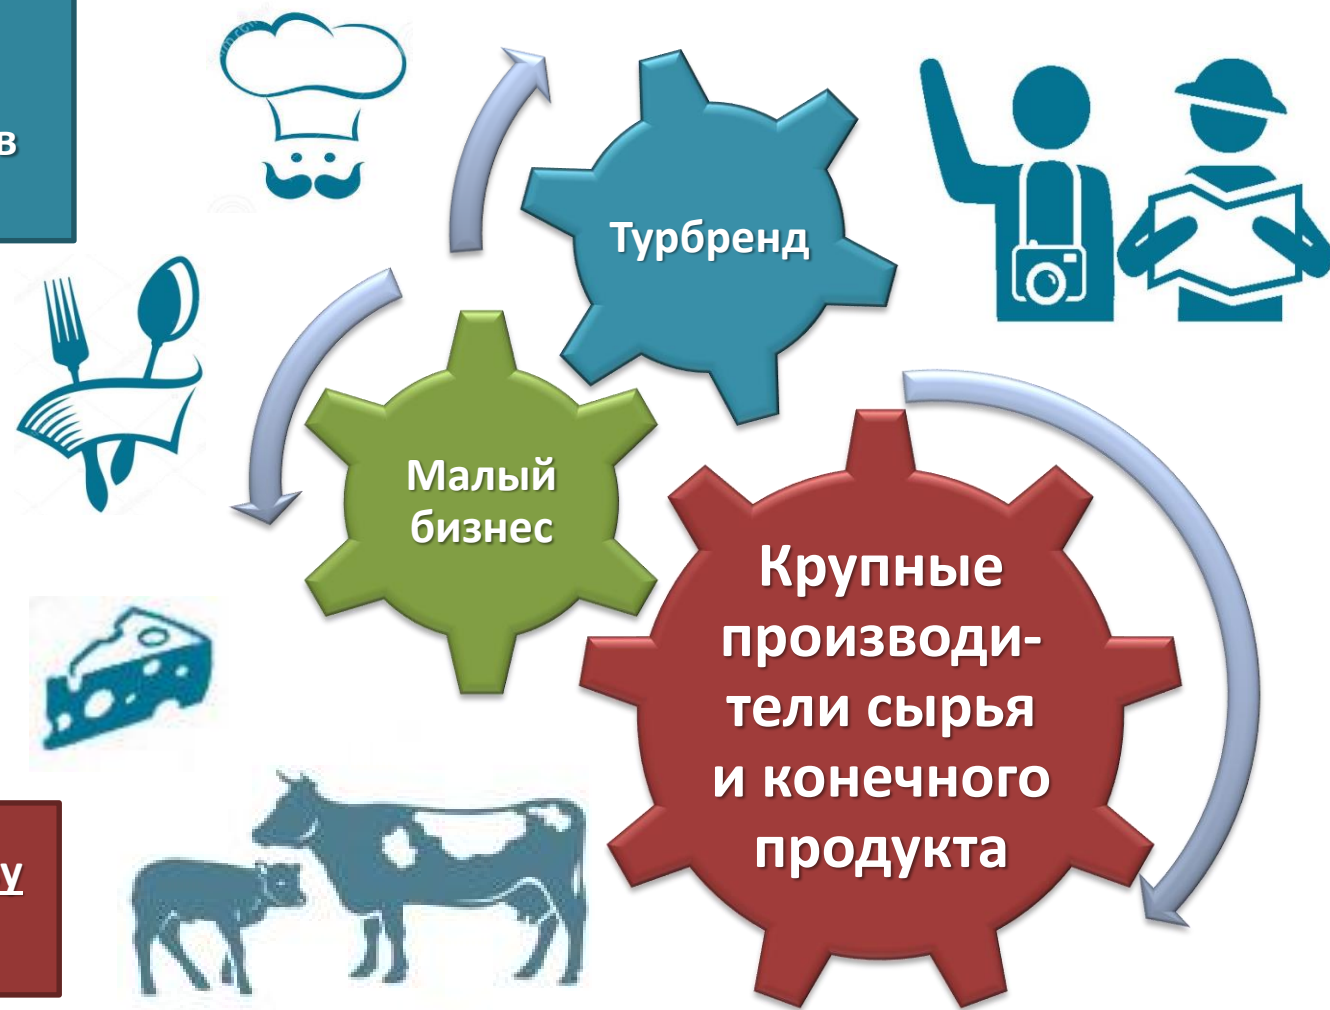 в
Турбренд
Малый
бизнес
Крупные
производи-
тели сырья
и конечного
продукта
у